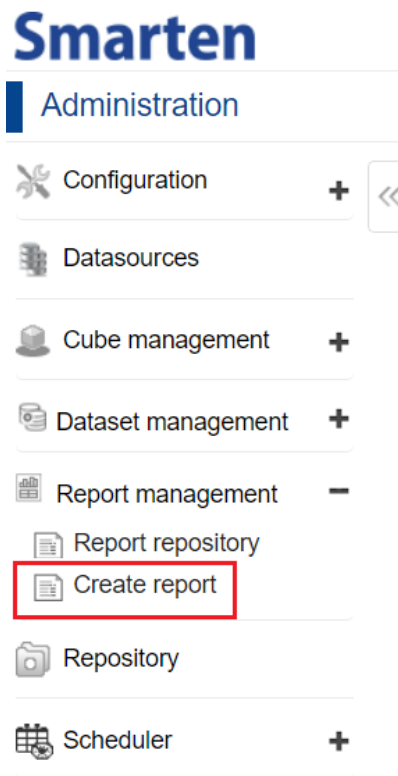 Smarten
Administration
Configuration
Datasources
Cube management
Dataset management
Report management
Report repository
Create report
Repository
Scheduler